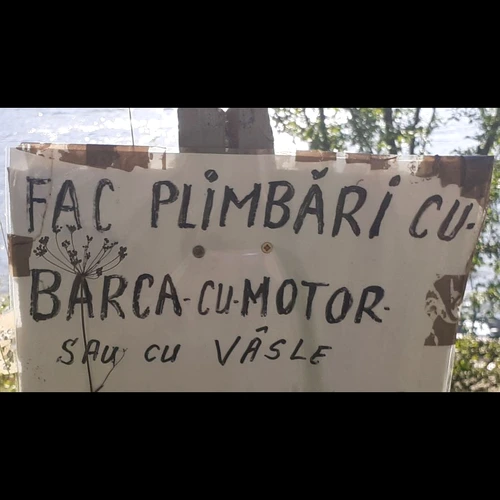 FAC PLIMBĂRI CU-
BARCA-CU-MOTOR-
SAU CU VÂSLE